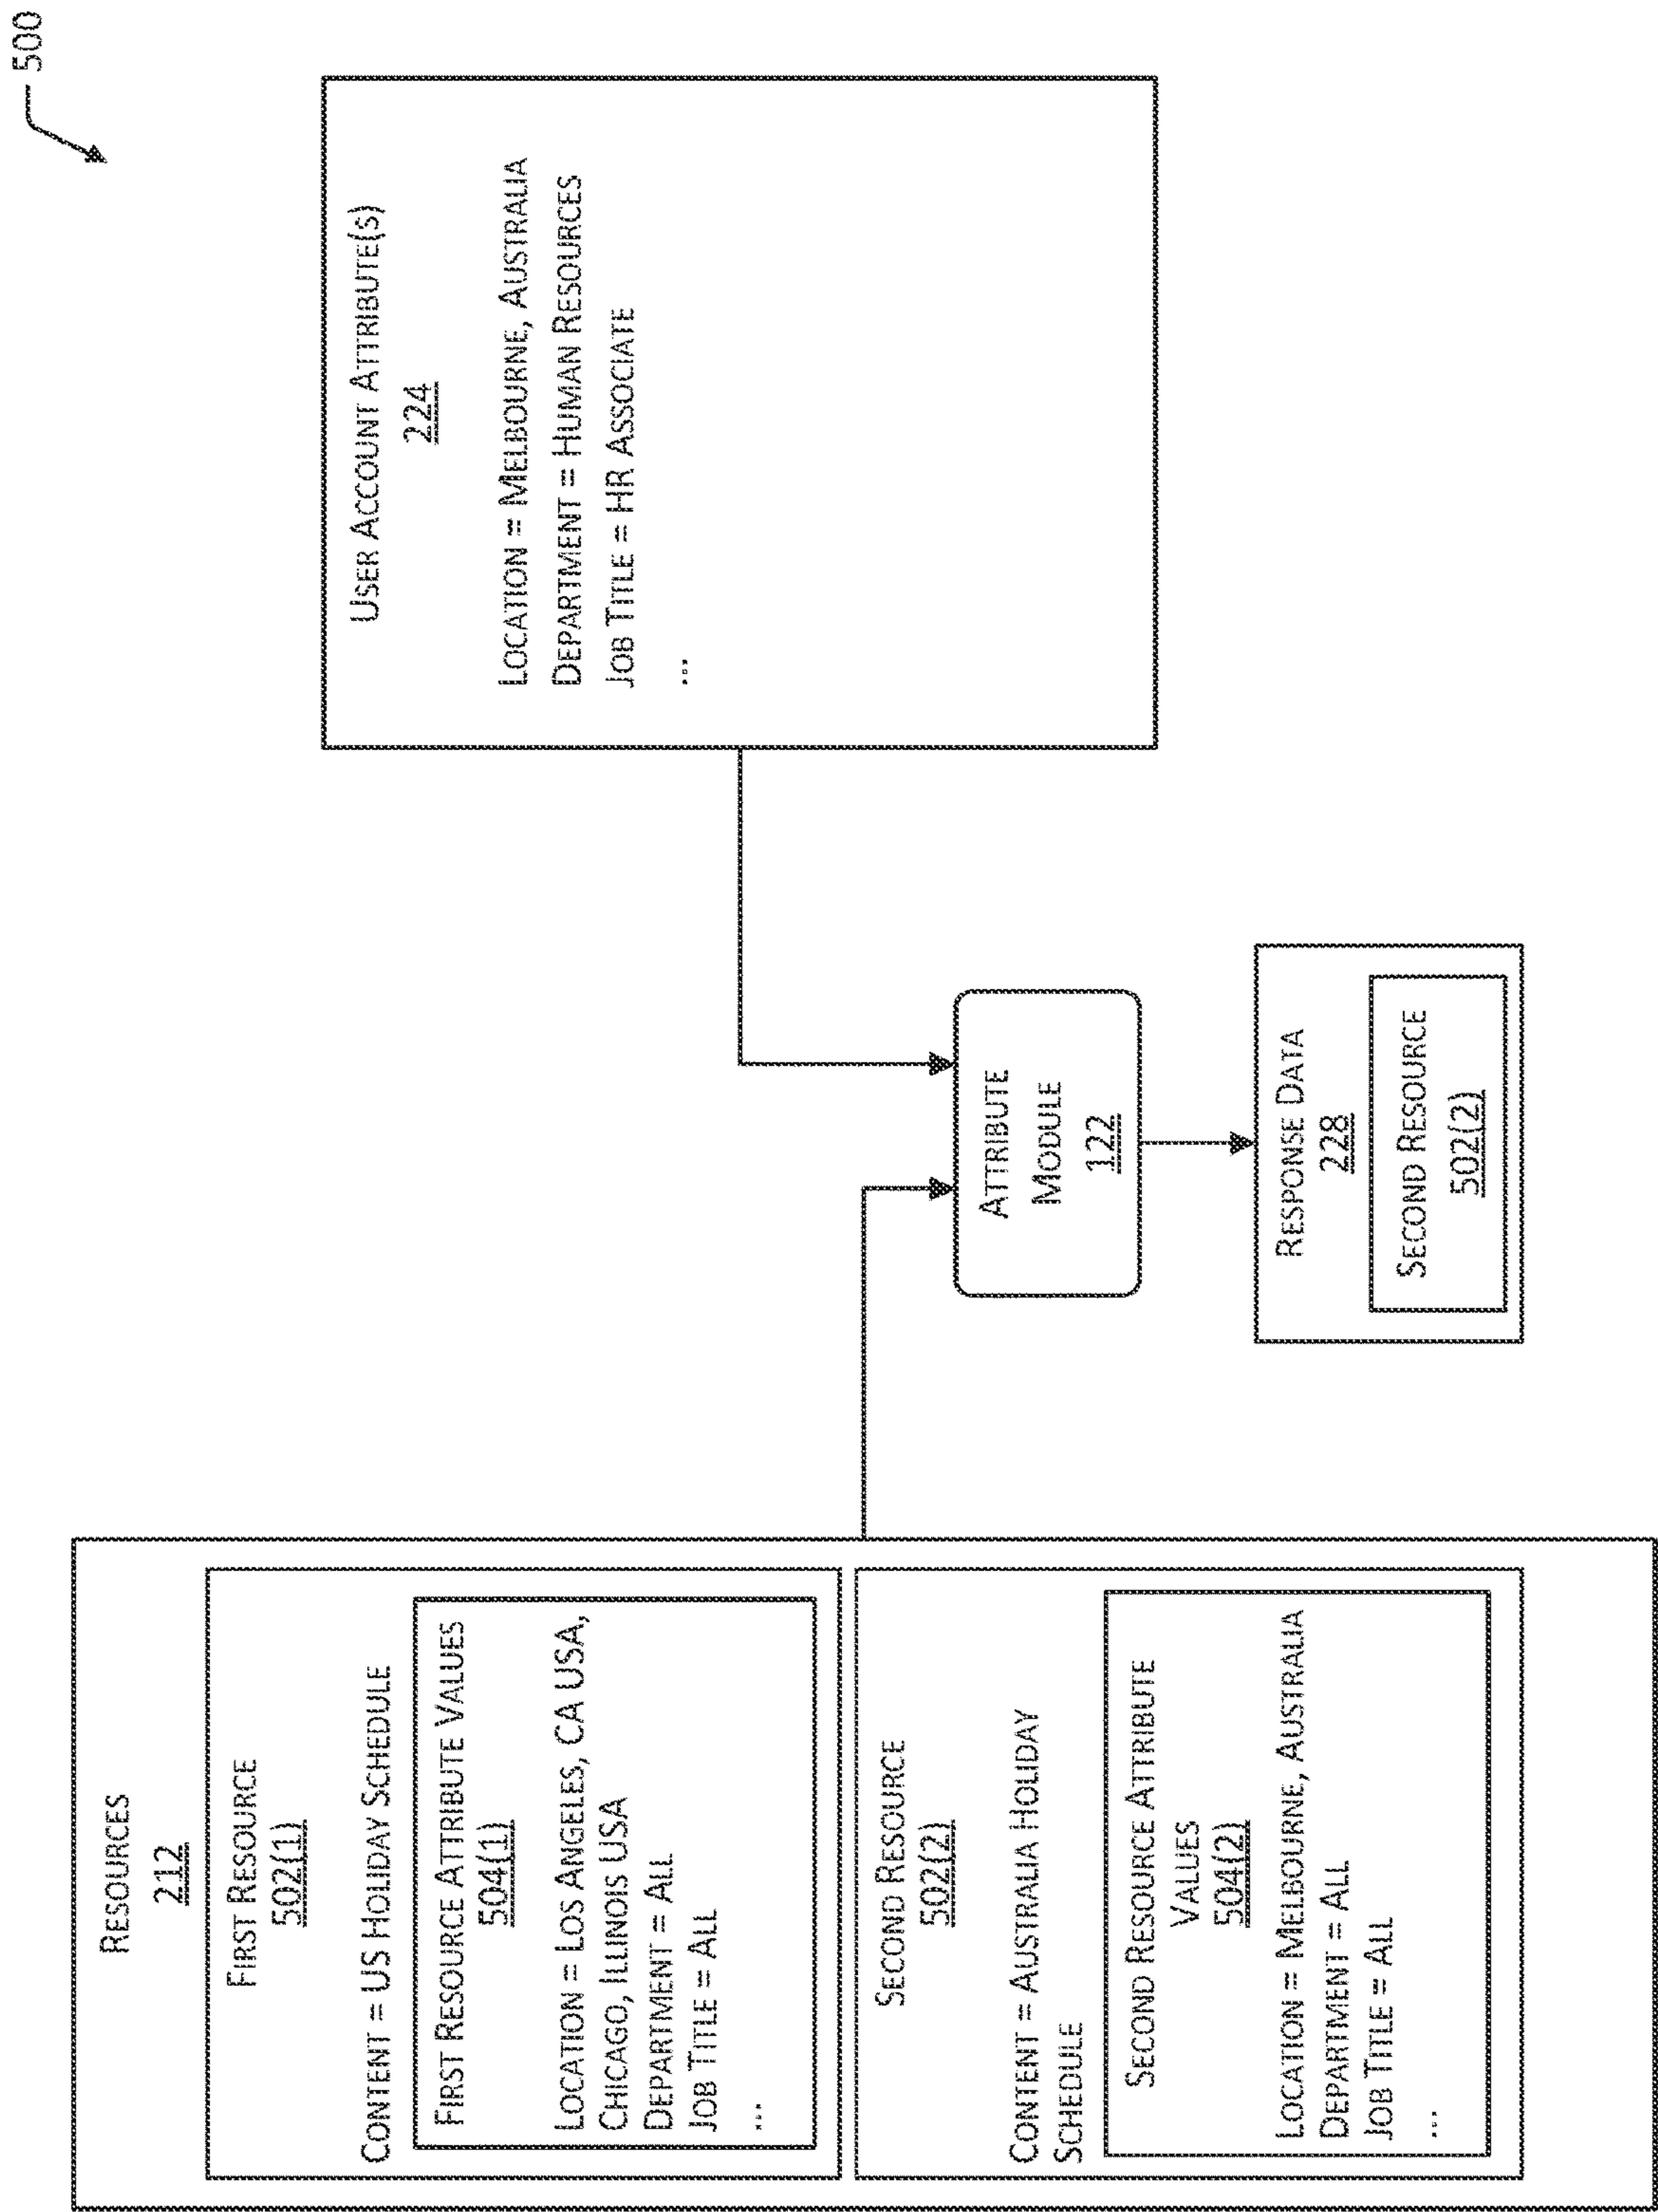 500
RESOURCES
212
FIRST RESOURCE
502(1)
CONTENT = US HOLIDAY SCHEDULE
FIRST RESOURCE ATTRIBUTE VALUES
504(1)
LOCATION = LOS ANGELES, CA USA,
CHICAGO, ILLINOIS USA
DEPARTMENT = ALL
JOB TITLE = ALL
...
SECOND RESOURCE
502(2)
CONTENT = AUSTRALIA HOLIDAY
SCHEDULE
SECOND RESOURCE ATTRIBUTE
VALUES
504(2)
LOCATION = MELBOURNE, AUSTRALIA
DEPARTMENT = ALL
JOB TITLE = ALL
...
ATTRIBUTE
MODULE
122
RESPONSE DATA
228
SECOND RESOURCE
502(2)
USER ACCOUNT ATTRIBUTE(S)
224
LOCATION = MELBOURNE, AUSTRALIA
DEPARTMENT = HUMAN RESOURCES
JOB TITLE = HR ASSOCIATE
...